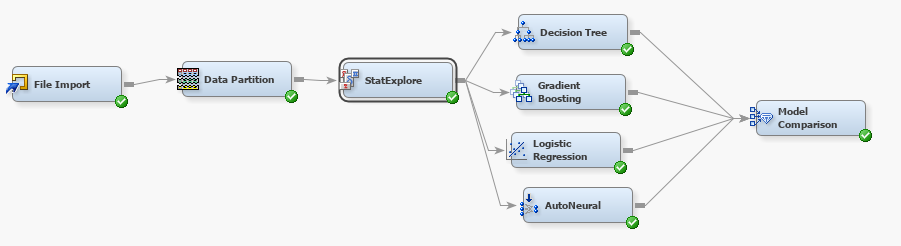 File Import
Data Partition
StatExplore
Decision Tree
Gradient
Boosting
Logistic
Regression
AutoNeural
Model
Comparison